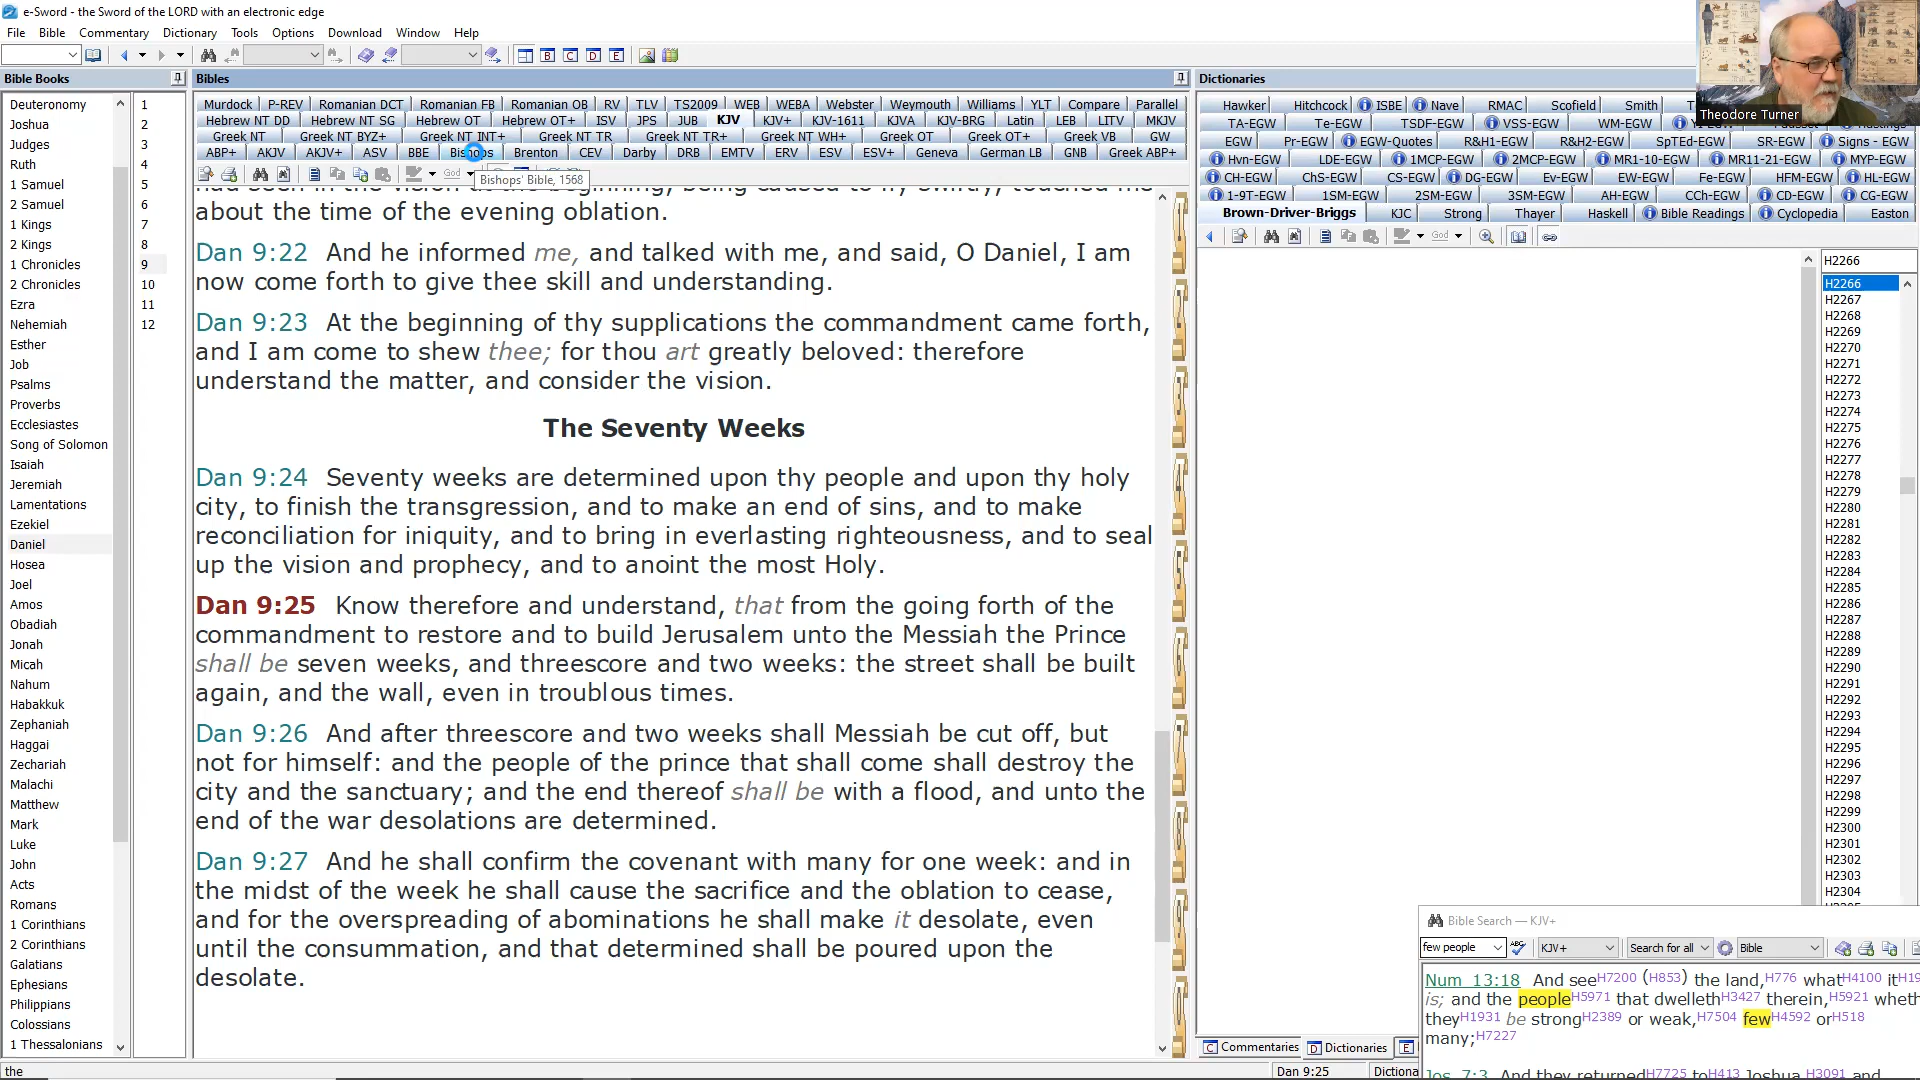 e-Sword - the Sword of the LORD with an electronic edge
File Bible Commentary Dictionary Tools Options Download Window Help
B C D E
Bible Books
Deuteronomy
Joshua
Judges
Ruth
1 Samuel
2 Samuel
1 Kings
2 Kings
1 Chronicles
2 Chronicles
Ezra
Nehemiah
Esther
Job
Psalms
Proverbs
Ecclesiastes
Song of Solomon
Isaiah
Jeremiah
Lamentations
Ezekiel
Daniel
Hosea
Joel
Amos
Obadiah
Jonah
Micah
Nahum
Habakkuk
Zephaniah
Haggai
Zechariah
Malachi
Matthew
Mark
Luke
John
Acts
Romans
1 Corinthians
2 Corinthians
Galatians
Ephesians
Philippians
Colossians
1 Thessalonians
1
2
3
4
5
6
7
8
9
10
11
12
Bibles
Murdock P-REV Romanian DCT Romanian FB Romanian OB RV TLV TS2009 WEB WEBA Webster Weymouth Williams YLT Compare Parallel
Hebrew NT DD Hebrew NT SG Hebrew OT Hebrew OT+ ISV JPS JUB KJV KJV+ KJV-1611 KJVA KJV-BRG Latin LEB LITV MKJV
Greek NT Greek NT BYZ+ Greek NT INT+ Greek NT TR Greek NT TR+ Greek NT WH+ Greek OT Greek OT+ Greek VB GW
ABP+ AKJV AKJV+ ASV BBE Bishops Brenton CEV Darby DRB EMTV ERV ESV ESV+ Geneva German LB GNB Greek ABP+
God
Bishops' Bible, 1568
about the time of the evening oblation.
Dan 9:22 And he informed me, and talked with me, and said, O Daniel, I am
now come forth to give thee skill and understanding.
Dan 9:23 At the beginning of thy supplications the commandment came forth,
and I am come to shew thee; for thou art greatly beloved: therefore
understand the matter, and consider the vision.
The Seventy Weeks
Dan 9:24 Seventy weeks are determined upon thy people and upon thy holy
city, to finish the transgression, and to make an end of sins, and to make
reconciliation for iniquity, and to bring in everlasting righteousness, and to seal
up the vision and prophecy, and to anoint the most Holy.
Dan 9:25 Know therefore and understand, that from the going forth of the
commandment to restore and to build Jerusalem unto the Messiah the Prince
shall be seven weeks, and threescore and two weeks: the street shall be built
again, and the wall, even in troublous times.
Dan 9:26 And after threescore and two weeks shall Messiah be cut off, but
not for himself: and the people of the prince that shall come shall destroy the
city and the sanctuary; and the end thereof shall be with a flood, and unto the
end of the war desolations are determined.
Dan 9:27 And he shall confirm the covenant with many for one week: and in
the midst of the week he shall cause the sacrifice and the oblation to cease,
and for the overspreading of abominations he shall make it desolate, even
until the consummation, and that determined shall be poured upon the
desolate.
Dictionaries
Hawker Hitchcock ISBE Nave RMAC Scofield Smith
TA-EGW Te-EGW TSDF-EGW VSS-EGW WM-EGW
EGW Pr-EGW EGW-Quotes R&H1-EGW R&H2-EGW SpTEd-EGW SR-EGW Signs - EGW
Hvn-EGW LDE-EGW 1MCP-EGW 2MCP-EGW MR1-10-EGW MR11-21-EGW MYP-EGW
CH-EGW ChS-EGW CS-EGW DG-EGW Ev-EGW EW-EGW Fe-EGW HFM-EGW HL-EGW
1-9T-EGW 1SM-EGW 2SM-EGW 3SM-EGW AH-EGW CCh-EGW CD-EGW CG-EGW
Brown-Driver-Briggs KJC Strong Thayer Haskell Bible Readings Cyclopedia Easton
God
Theodore Turner
H2266
H2266
H2267
H2268
H2269
H2270
H2271
H2272
H2273
H2274
H2275
H2276
H2277
H2278
H2279
H2280
H2281
H2282
H2283
H2284
H2285
H2286
H2287
H2288
H2289
H2290
H2291
H2292
H2293
H2294
H2295
H2296
H2297
H2298
H2299
H2300
H2301
H2302
H2303
H2304
Bible Search — KJV+
few people KJV+ Search for all Bible
Num 13:18 And seeH7200 (H853) the land,H776 whatH4100 itH19
is; and the peopleH5971 that dwellethH3427 therein,H5921 wheth
theyH1931 be strongH2389 or weak,H7504 fewH4592 orH518
many;H7227
Jos 7:3 And they returnedH7725 toH413 Joshua,H3091 and
C Commentaries D Dictionaries E
the
Dan 9:25
Dictiona